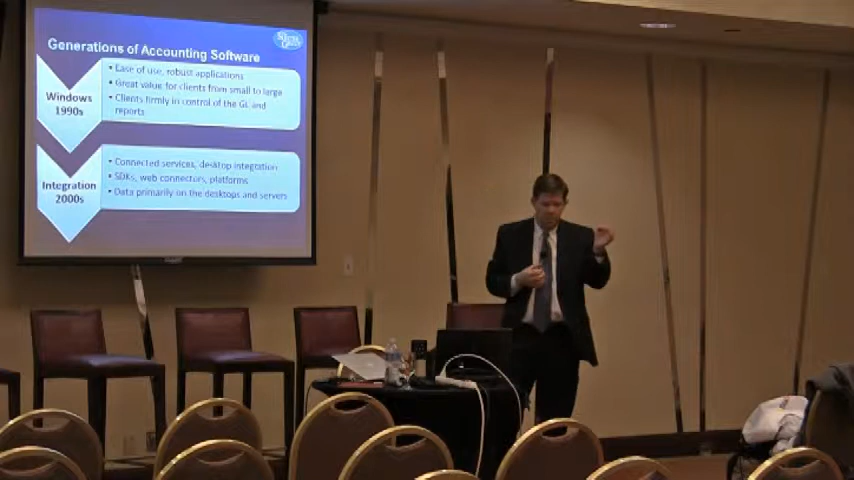 Generations of Accounting Software
Windows
1990s
• Ease of use, robust applications
• Great value for clients from small to large
• Clients firmly in control of the GL and
reports
Integration
2000s
• Connected services, desktop integration
• SDKs, web connectors, platforms
• Data primarily on the desktops and servers